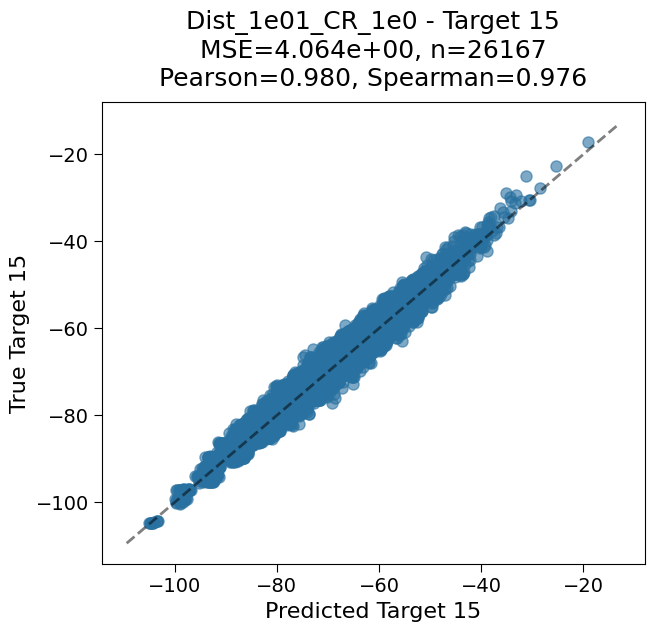 Dist_1e01_CR_1e0 - Target 15
MSE=4.064e+00, n=26167
Pearson=0.980, Spearman=0.976
−20
−40
−60
−80
−100
True Target 15
−100
−80
−60
−40
−20
Predicted Target 15